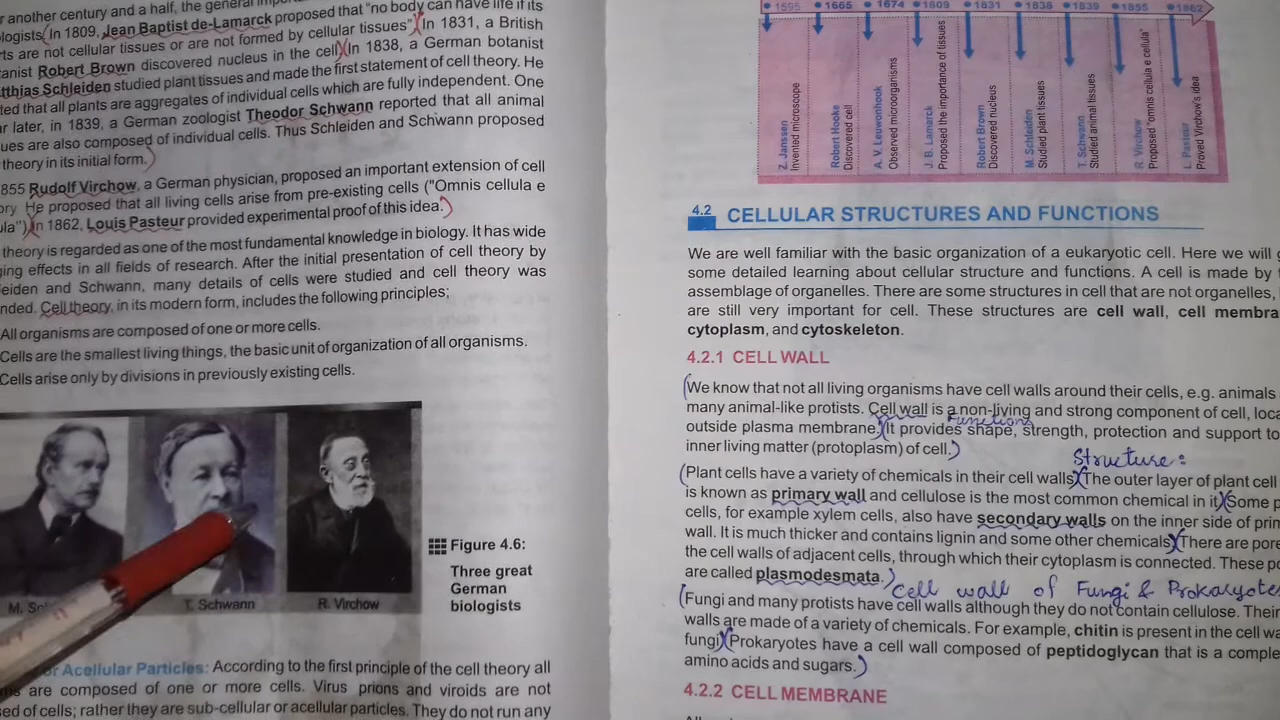 r another century and a half, the general
logists. In 1809, Jean Baptist de-Lamarck proposed that "no body can have life if its
rts are not cellular tissues or are not formed by cellular tissues". In 1831, a British
anist Robert Brown discovered nucleus in the cell. In 1838, a German botanist
tthias Schleiden studied plant tissues and made the first statement of cell theory. He
ted that all plants are aggregates of individual cells which are fully independent. One
ar later, in 1839, a German zoologist Theodor Schwann reported that all animal
ues are also composed of individual cells. Thus Schleiden and Schwann proposed
theory in its initial form.
855 Rudolf Virchow, a German physician, proposed an important extension of cell
ory. He proposed that all living cells arise from pre-existing cells ("Omnis cellula e
ula"). In 1862, Louis Pasteur provided experimental proof of this idea.
theory is regarded as one of the most fundamental knowledge in biology. It has wide
ging effects in all fields of research. After the initial presentation of cell theory by
eiden and Schwann, many details of cells were studied and cell theory was
nded. Cell theory, in its modern form, includes the following principles;
All organisms are composed of one or more cells.
Cells are the smallest living things, the basic unit of organization of all organisms.
Cells arise only by divisions in previously existing cells.
M. Sc
T. Schwann
R. Virchow
Figure 4.6:
Three great
German
biologists
or Acellular Particles: According to the first principle of the cell theory all
ms are composed of one or more cells. Virus prions and viroids are not
sed of cells; rather they are sub-cellular or acellular particles. They do not run any
1595 1665 1674 1809 1831 1838 1839 1855 1862
Z. Janssen
Invented microscope
Robert Hooke
Discovered cell
A. V. Leuwonhook
Observed microorganisms
J. B. Lamarck
Proposed the importance of tissues
Robert Brown
Discovered nucleus
M. Schleiden
Studied plant tissues
T. Schwann
Studied animal tissues
R. Virchow
Proposed "omnis cellula e cellula"
L. Pasteur
Proved Virchow's idea
4.2 CELLULAR STRUCTURES AND FUNCTIONS
We are well familiar with the basic organization of a eukaryotic cell. Here we will g
some detailed learning about cellular structure and functions. A cell is made by t
assemblage of organelles. There are some structures in cell that are not organelles,
are still very important for cell. These structures are cell wall, cell membra
cytoplasm, and cytoskeleton.
4.2.1 CELL WALL
(We know that not all living organisms have cell walls around their cells, e.g. animals
many animal-like protists. Cell wall is a non-living and strong component of cell, loca
Functions
outside plasma membrane.)(It provides shape, strength, protection and support to
inner living matter (protoplasm) of cell.)
Structure:
(Plant cells have a variety of chemicals in their cell walls)(The outer layer of plant cell
is known as primary wall and cellulose is the most common chemical in it)(Some p
cells, for example xylem cells, also have secondary walls on the inner side of prim
wall. It is much thicker and contains lignin and some other chemicals)(There are pore
the cell walls of adjacent cells, through which their cytoplasm is connected. These po
are called plasmodesmata.)
Cell wall of Fungi & Prokaryote
(Fungi and many protists have cell walls although they do not contain cellulose. Their
walls are made of a variety of chemicals. For example, chitin is present in the cell wa
fungi)(Prokaryotes have a cell wall composed of peptidoglycan that is a comple
amino acids and sugars.)
4.2.2 CELL MEMBRANE